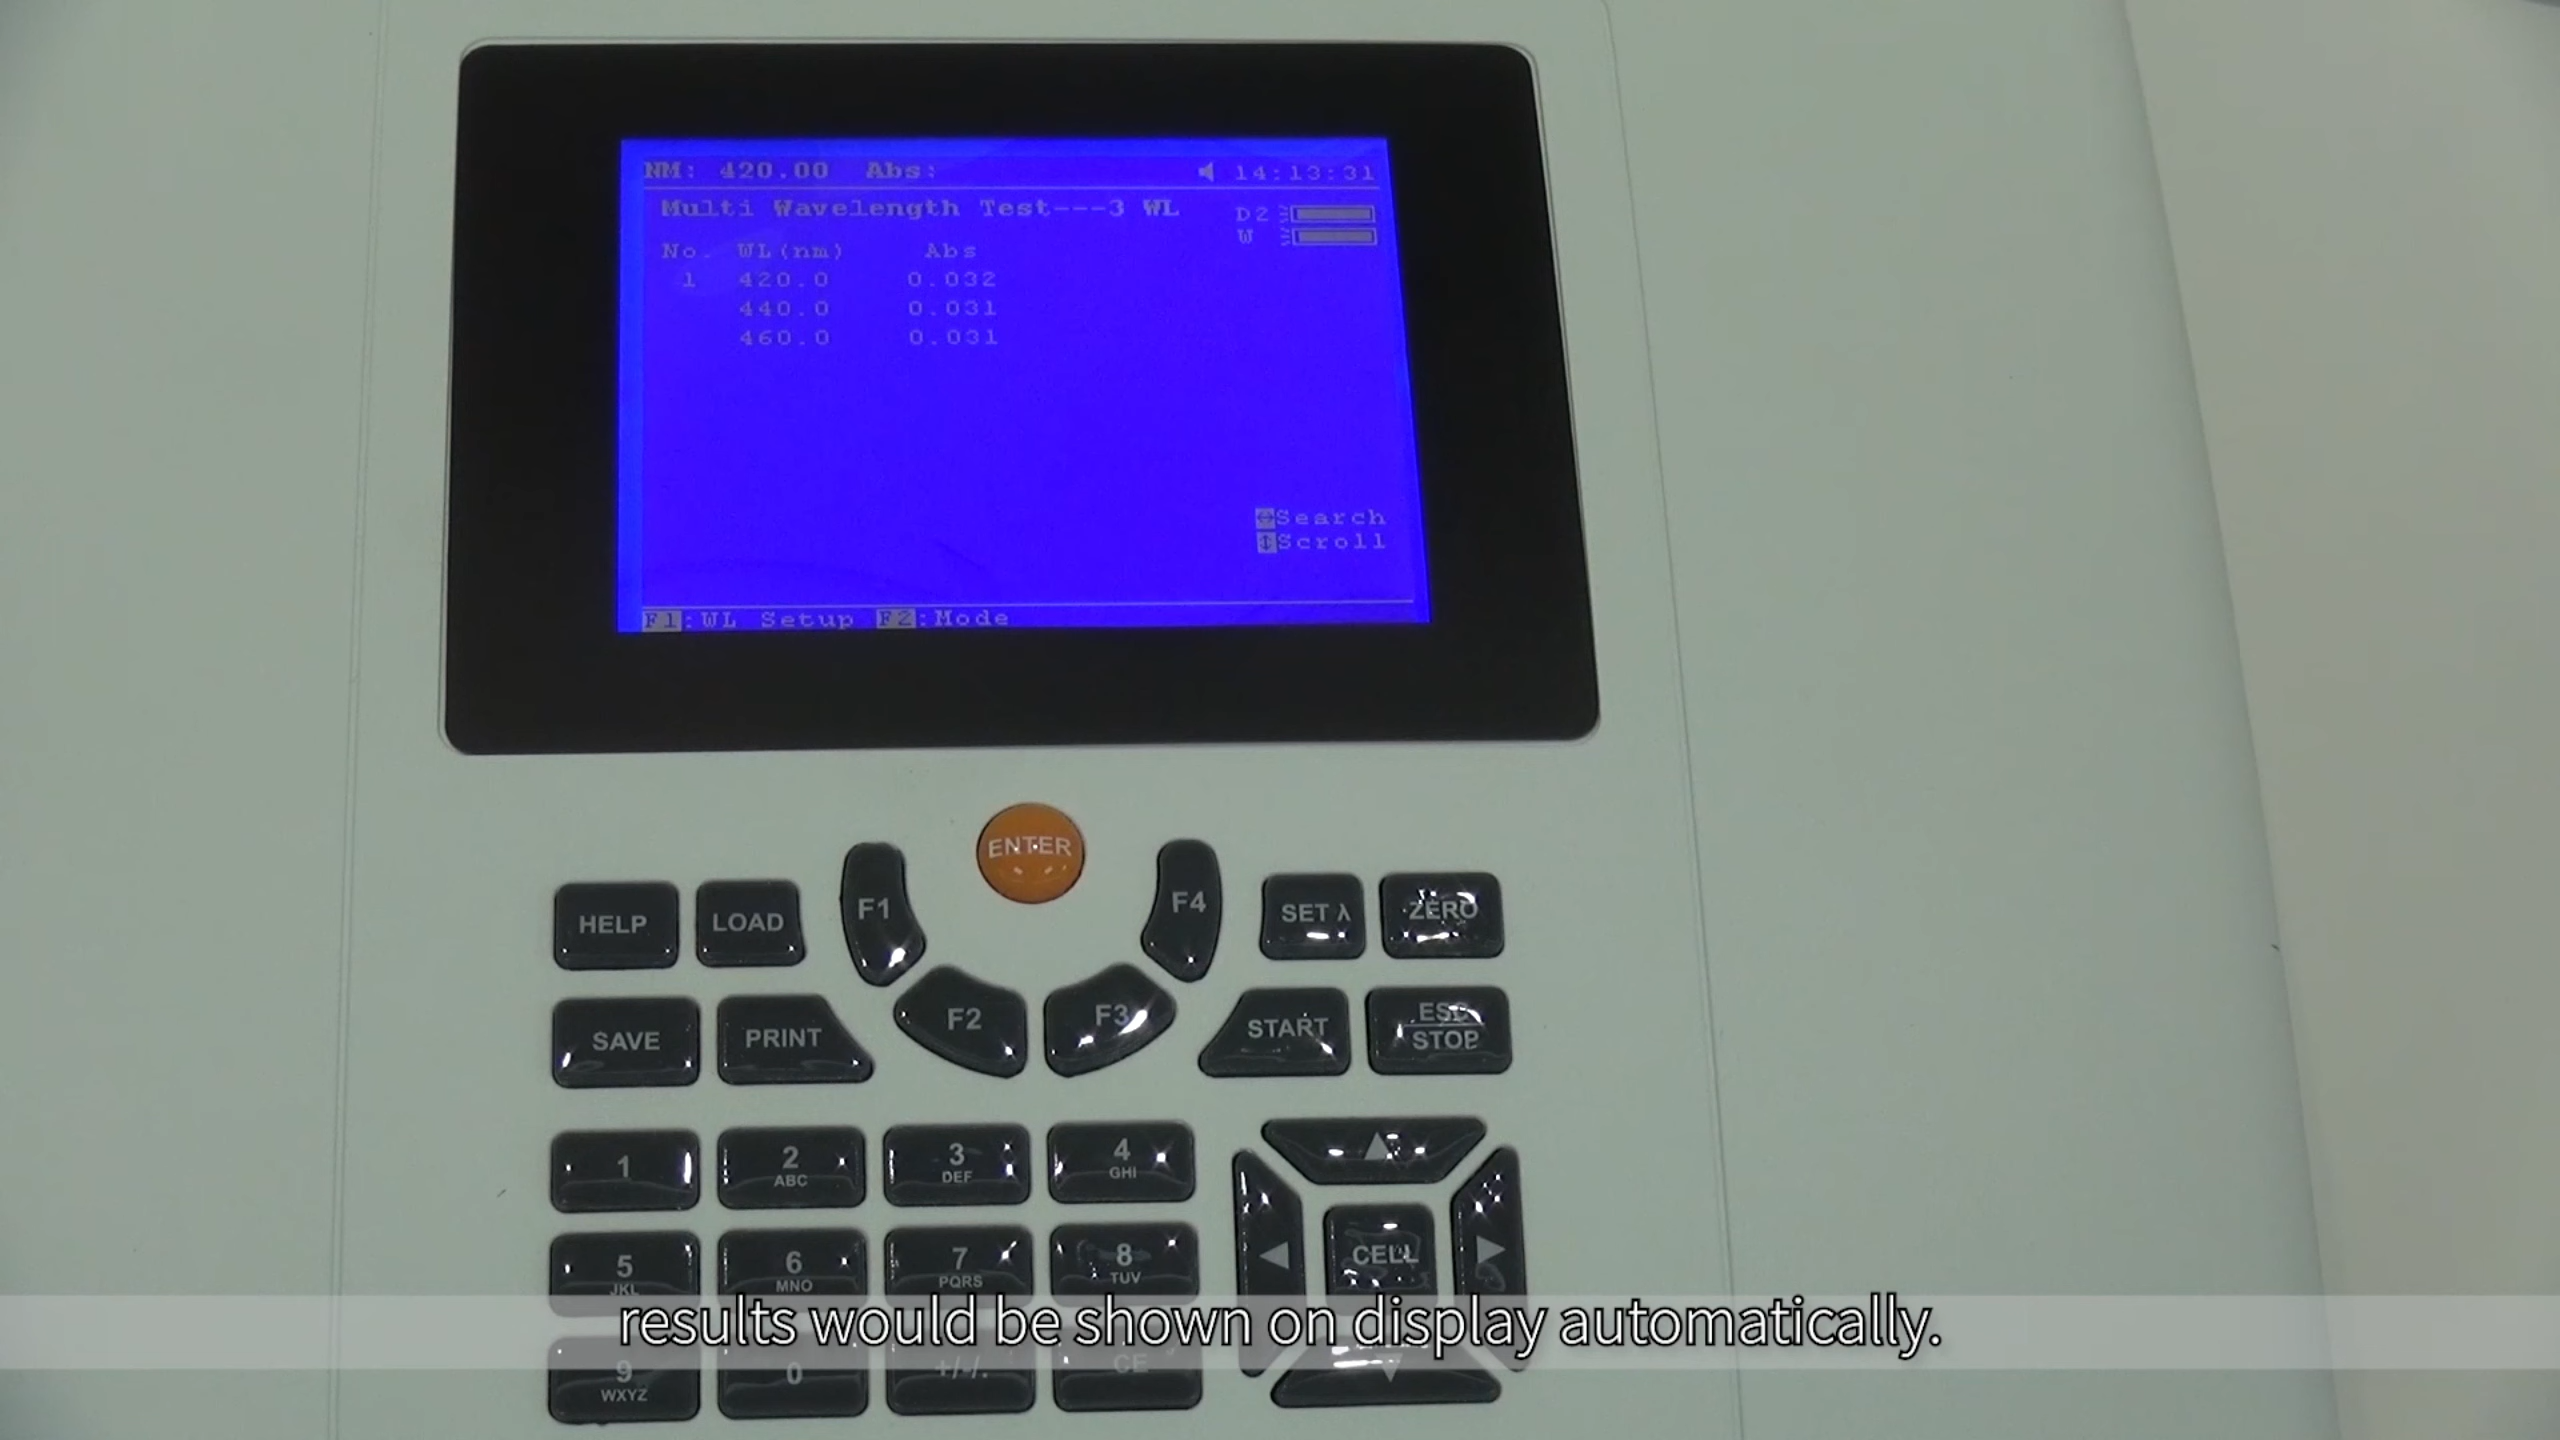 NM: 420.00 Abs: 14:13:31
Multi Wavelength Test---3 WL
D2
W
No. WL(nm) Abs
1 420.0 0.032
440.0 0.031
460.0 0.031
↔Search
↕Scroll
F1:WL Setup F2:Mode
ENTER
HELP LOAD F1 F4 SET λ ZERO
SAVE PRINT F2 F3 START ESC
STOP
1 2 3 4
ABC DEF GHI
CELL
5 6 7 8
JKL MNO PQRS TUV
results would be shown on display automatically.
9 0 +/-/. CE
WXYZ